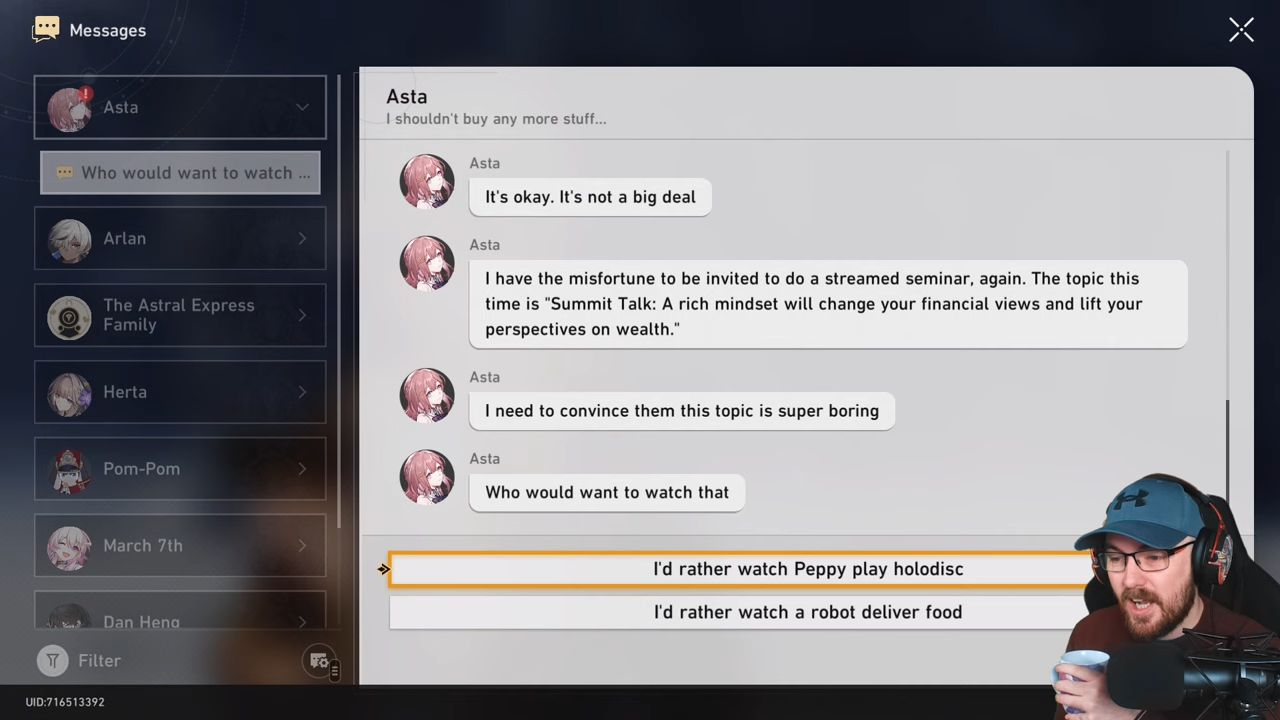 Messages
Asta
Who would want to watch ...
Arlan
The Astral Express
Family
Herta
Pom-Pom
March 7th
Dan Heng
Filter
Asta
I shouldn't buy any more stuff...
Asta
It's okay. It's not a big deal
Asta
I have the misfortune to be invited to do a streamed seminar, again. The topic this
time is "Summit Talk: A rich mindset will change your financial views and lift your
perspectives on wealth."
Asta
I need to convince them this topic is super boring
Asta
Who would want to watch that
I'd rather watch Peppy play holodisc
I'd rather watch a robot deliver food
UID:716513392